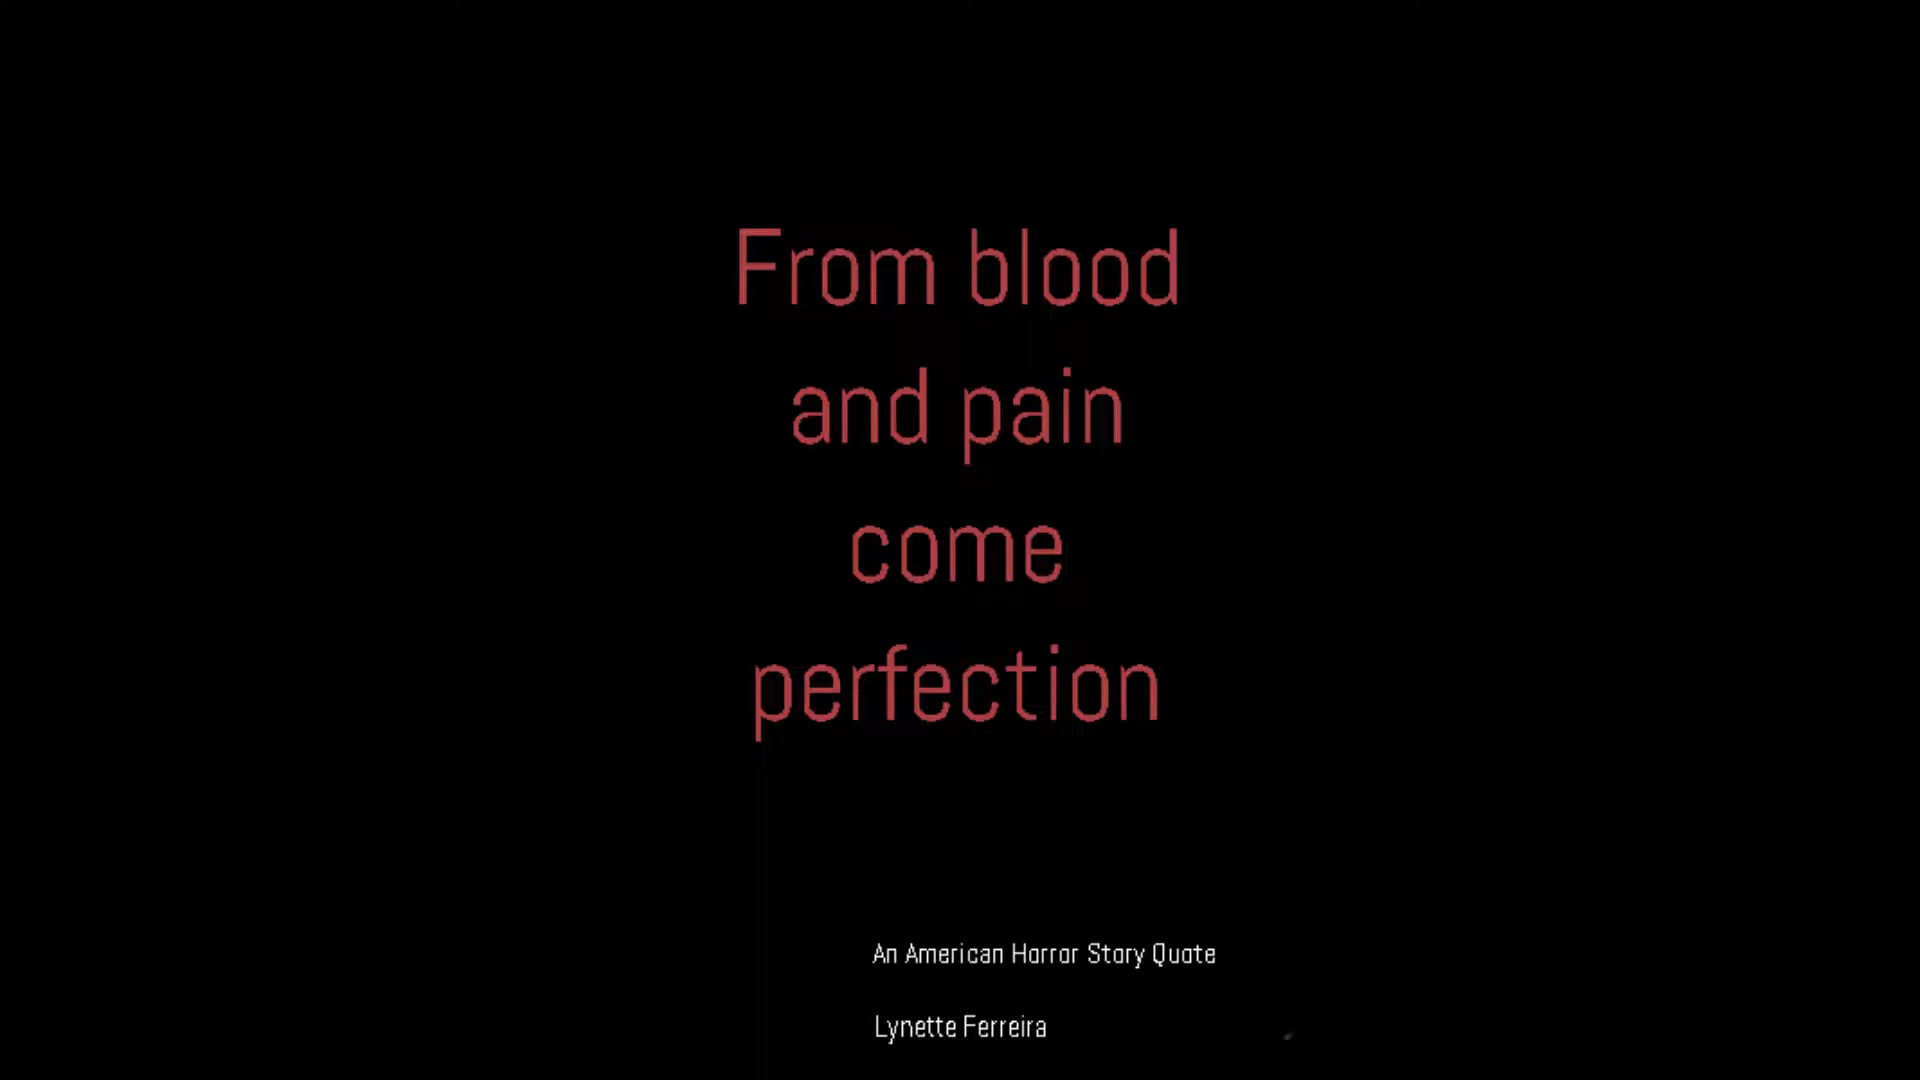 From blood
and pain
come
perfection
An American Horror Story Quote
Lynette Ferreira